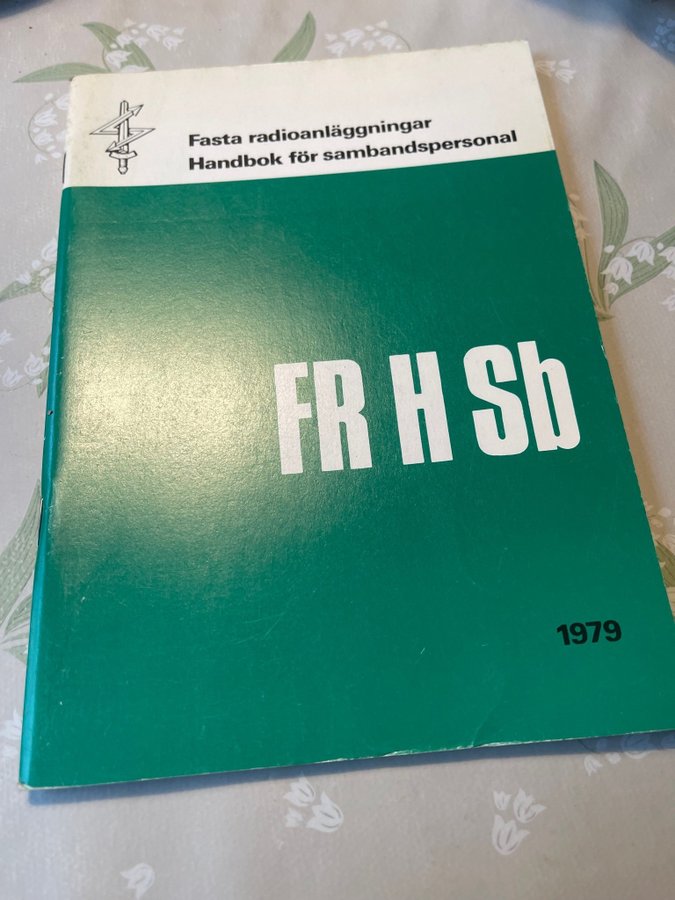 Fasta radioanläggningar
Handbok för sambandspersonal
FR H Sb
1979